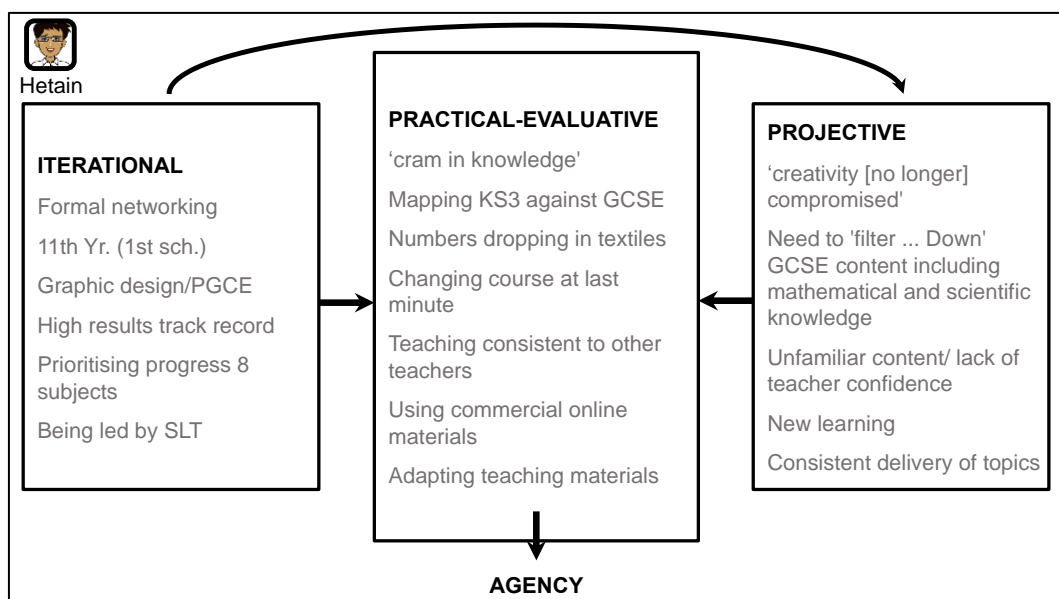 Hetain
ITERATIONAL
Formal networking
11th Yr. (1st sch.)
Graphic design/PGCE
High results track record
Prioritising progress 8
subjects
Being led by SLT
PRACTICAL-EVALUATIVE
‘cram in knowledge'
Mapping KS3 against GCSE
Numbers dropping in textiles
Changing course at last
minute
Teaching consistent to other
teachers
Using commercial online
materials
Adapting teaching materials
PROJECTIVE
‘creativity [no longer]
compromised'
Need to 'filter ... Down'
GCSE content including
mathematical and scientific
knowledge
Unfamiliar content/ lack of
teacher confidence
New learning
Consistent delivery of topics
AGENCY